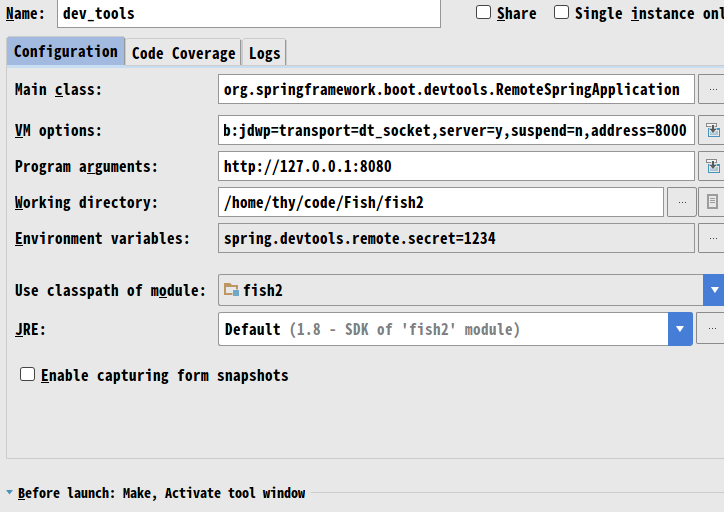 Name: dev_tools Share Single instance onl
Configuration Code Coverage Logs
Main class: org.springframework.boot.devtools.RemoteSpringApplication ...
VM options: b:jdwp=transport=dt_socket,server=y,suspend=n,address=8000
Program arguments: http://127.0.0.1:8080
Working directory: /home/thy/code/Fish/fish2 ...
Environment variables: spring.devtools.remote.secret=1234 ...
Use classpath of module: fish2
JRE: Default (1.8 - SDK of 'fish2' module) ...
Enable capturing form snapshots
Before launch: Make, Activate tool window